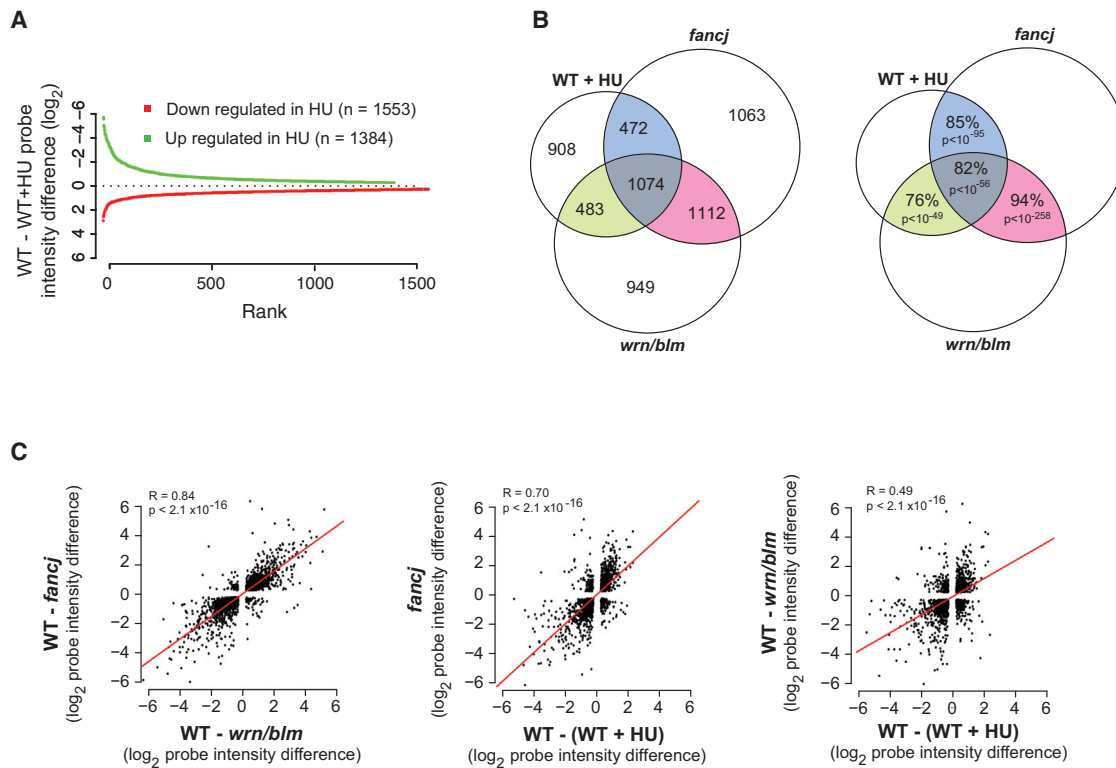 A
WT - WT+HU probe
intensity difference (log2)
−6
−4
−2
0
2
4
6
Down regulated in HU (n = 1553)
Up regulated in HU (n = 1384)
0
500
1000
1500
Rank
B
fancj
WT + HU
1063
472
908
1074
483
1112
949
wrn/blm
fancj
WT + HU
85%
p<10-95
82%
p<10-56
76%
p<10-49
94%
p<10-258
wrn/blm
C
WT - fancj
(log2 probe intensity difference)
R = 0.84
p < 2.1 x10-16
6
4
2
0
−2
−4
−6
−6 −4 −2 0 2 4 6
WT - wrn/blm
(log2 probe intensity difference)
fancj
(log2 probe intensity difference)
R = 0.70
p < 2.1 x10-16
6
4
2
0
−2
−4
−6
−6 −4 −2 0 2 4 6
WT - (WT + HU)
(log2 probe intensity difference)
WT - wrn/blm
(log2 probe intensity difference)
R = 0.49
p < 2.1 x10-16
6
4
2
0
−2
−4
−6
−6 −4 −2 0 2 4 6
WT - (WT + HU)
(log2 probe intensity difference)